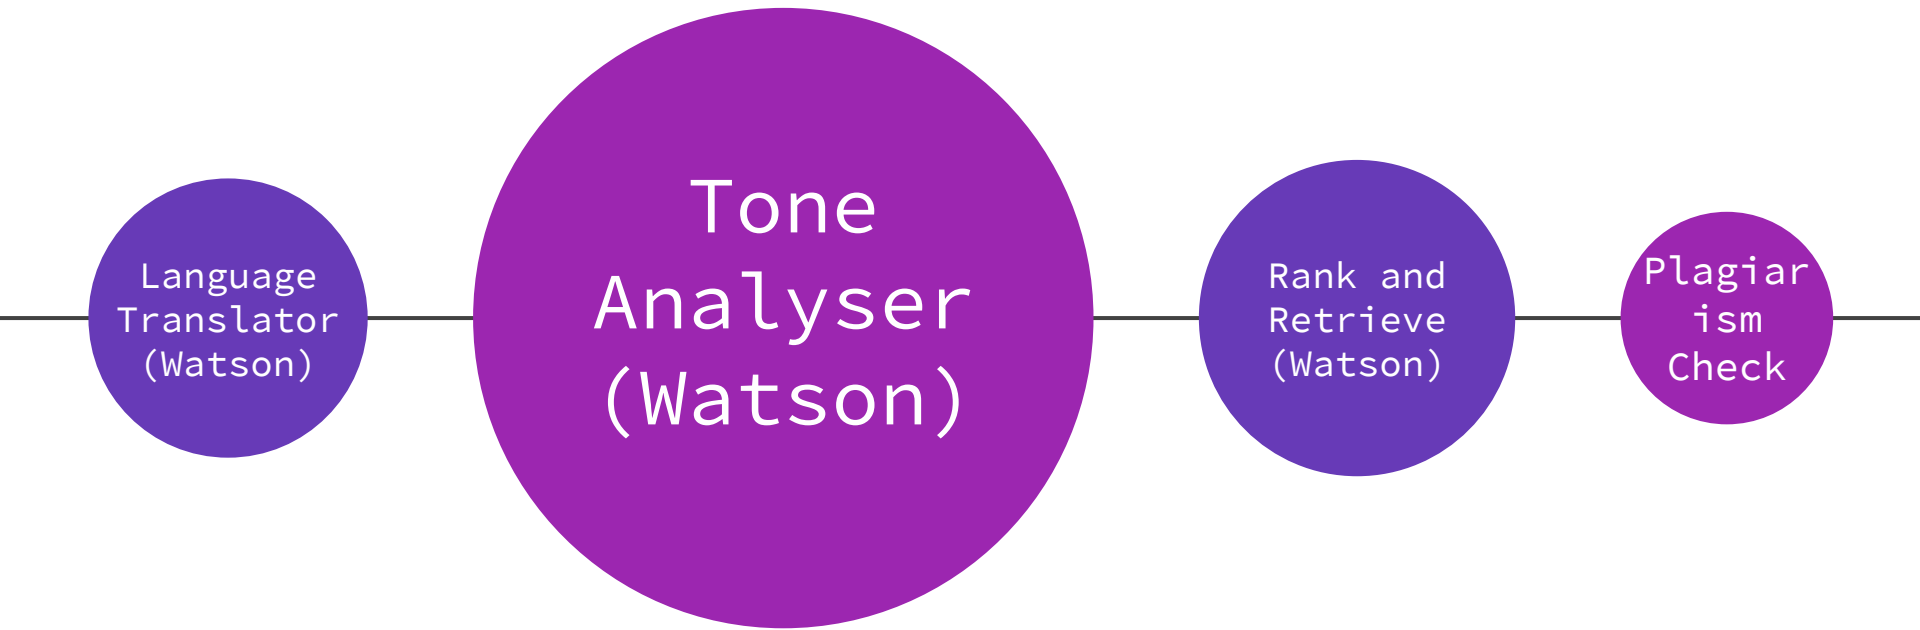 Language
Translator
(Watson)
Tone
Analyser
(Watson)
Rank and
Retrieve
(Watson)
Plagiar
ism
Check